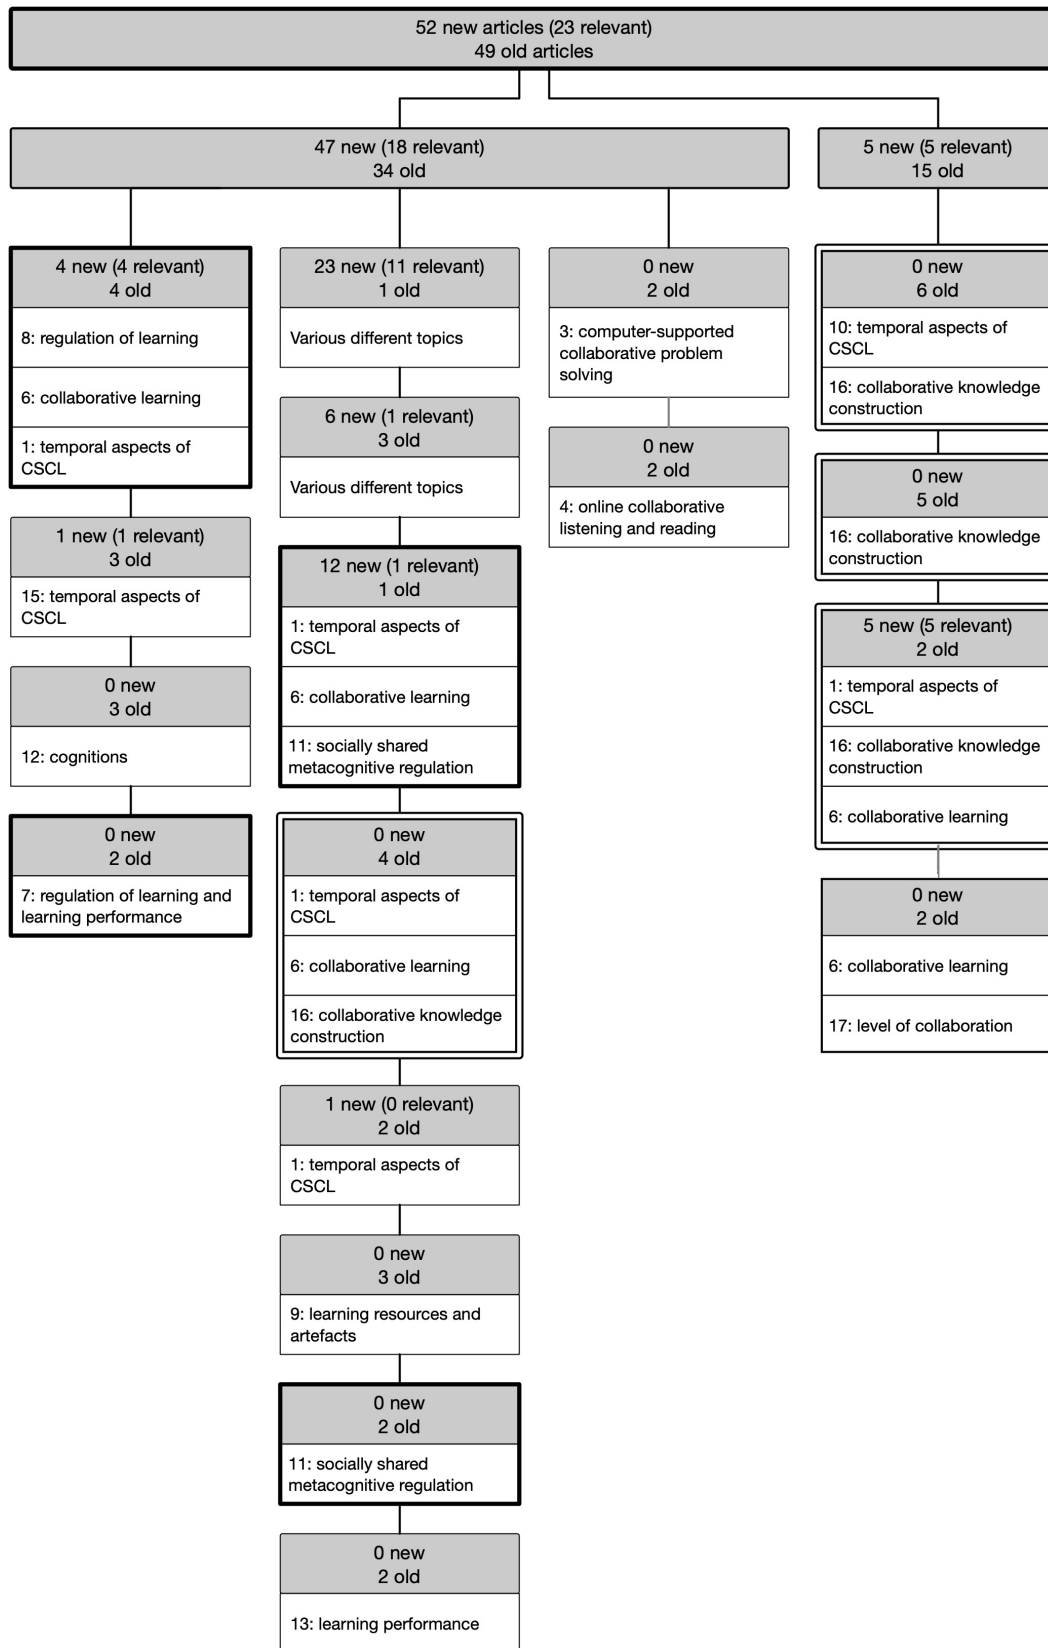 52 new articles (23 relevant)
49 old articles
47 new (18 relevant)
34 old
5 new (5 relevant)
15 old
4 new (4 relevant)
4 old
8: regulation of learning
6: collaborative learning
1: temporal aspects of
CSCL
1 new (1 relevant)
3 old
15: temporal aspects of
CSCL
0 new
3 old
12: cognitions
0 new
2 old
7: regulation of learning and
learning performance
23 new (11 relevant)
1 old
Various different topics
6 new (1 relevant)
3 old
Various different topics
12 new (1 relevant)
1 old
1: temporal aspects of
CSCL
6: collaborative learning
11: socially shared
metacognitive regulation
0 new
4 old
1: temporal aspects of
CSCL
6: collaborative learning
16: collaborative knowledge
construction
1 new (0 relevant)
2 old
1: temporal aspects of
CSCL
0 new
3 old
9: learning resources and
artefacts
0 new
2 old
11: socially shared
metacognitive regulation
0 new
2 old
13: learning performance
0 new
2 old
3: computer-supported
collaborative problem
solving
0 new
2 old
4: online collaborative
listening and reading
0 new
6 old
10: temporal aspects of
CSCL
16: collaborative knowledge
construction
0 new
5 old
16: collaborative knowledge
construction
5 new (5 relevant)
2 old
1: temporal aspects of
CSCL
16: collaborative knowledge
construction
6: collaborative learning
0 new
2 old
6: collaborative learning
17: level of collaboration